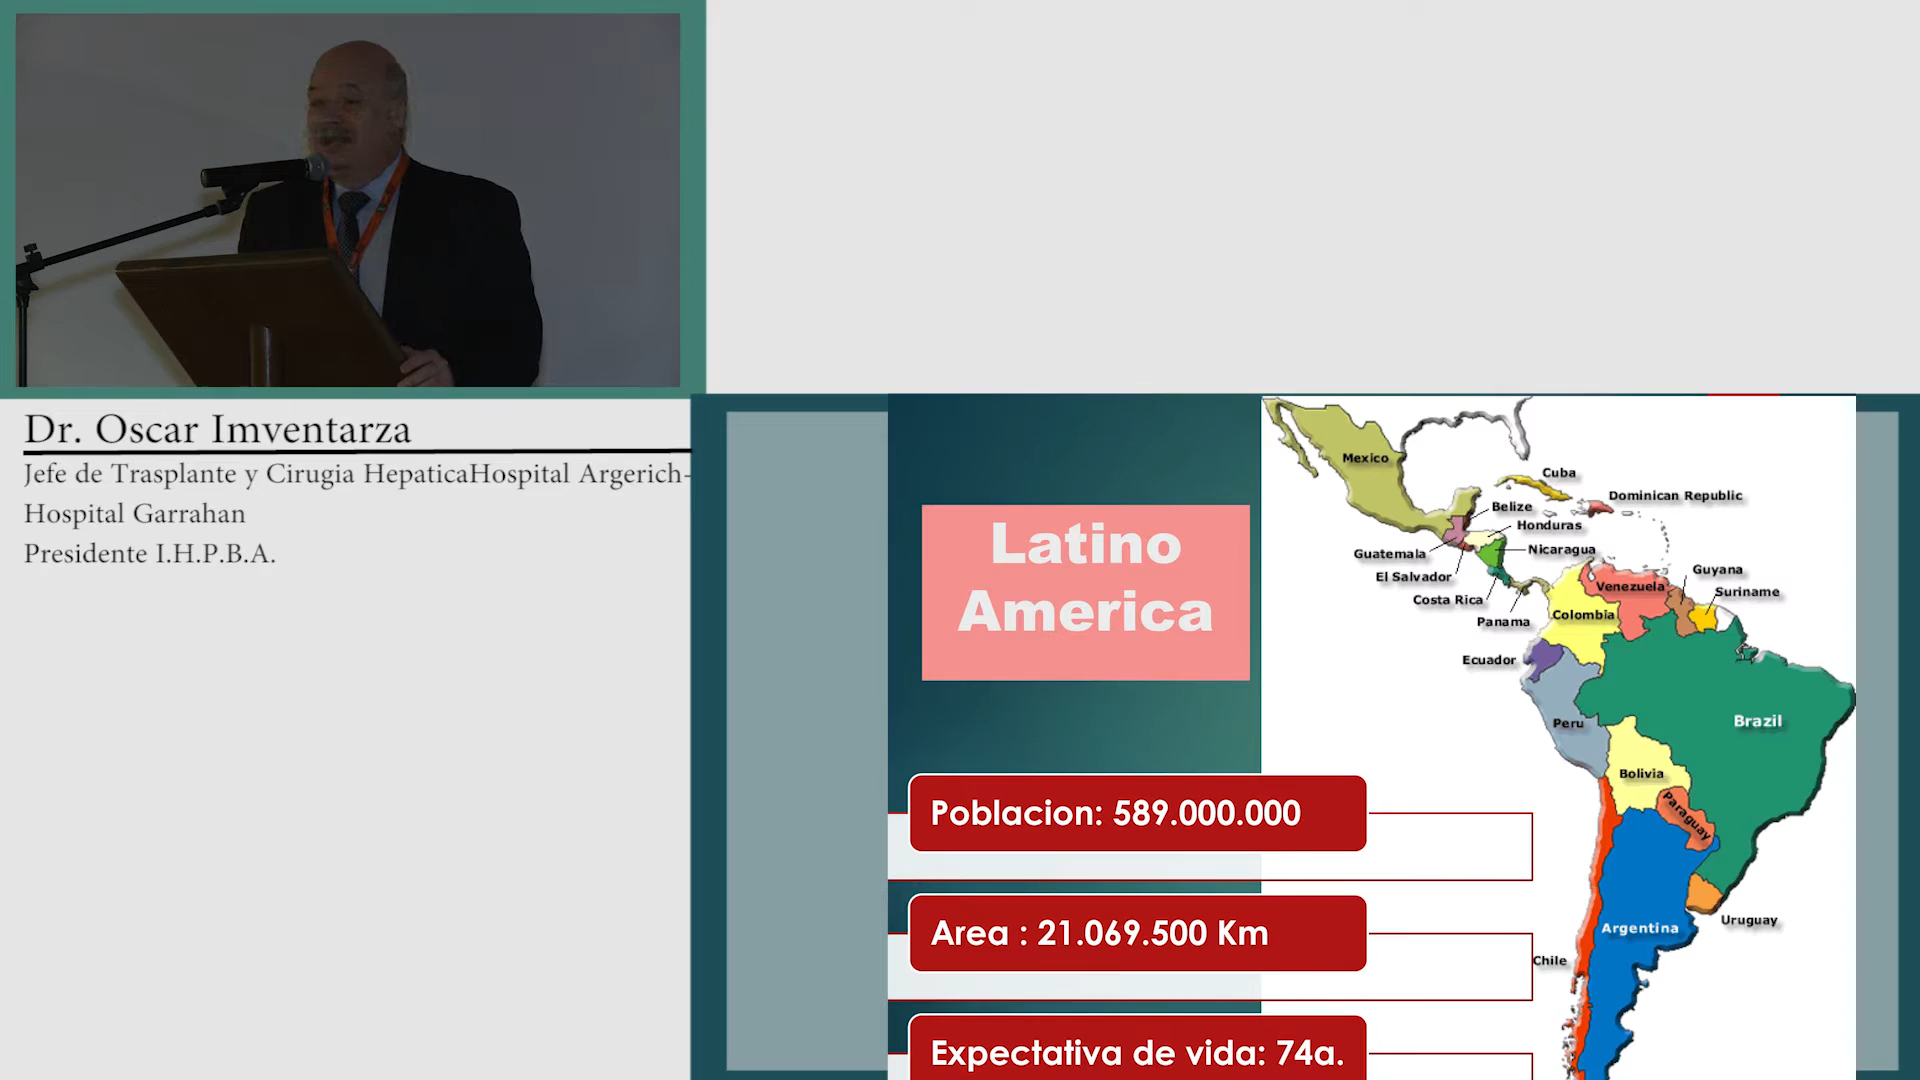 Dr. Oscar Imventarza
Jefe de Trasplante y Cirugia HepaticaHospital Argerich-
Hospital Garrahan
Presidente I.H.P.B.A.
Latino
America
Poblacion: 589.000.000
Area : 21.069.500 Km
Expectativa de vida: 74a.
Mexico
Cuba
Dominican Republic
Belize
Honduras
Guatemala
Nicaragua
El Salvador
Costa Rica
Panama
Guyana
Suriname
Venezuela
Colombia
Ecuador
Peru
Brazil
Bolivia
Paraguay
Uruguay
Argentina
Chile